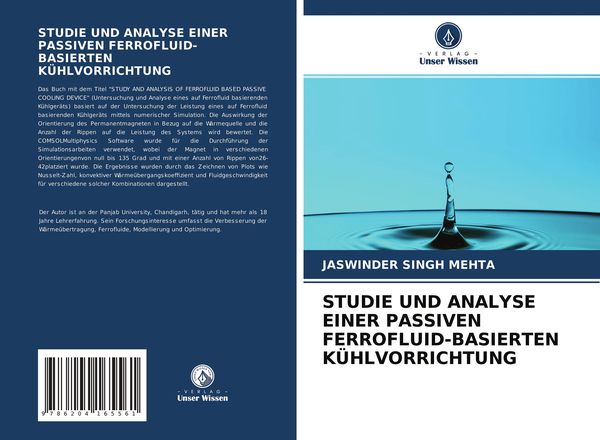 STUDIE UND ANALYSE EINER
PASSIVEN FERROFLUID-
BASIERTEN
KÜHLVORRICHTUNG
Das Buch mit dem Titel "STUDY AND ANALYSIS OF FERROFLUID BASED PASSIVE
COOLING DEVICE" (Untersuchung und Analyse eines auf Ferrofluid basierenden
Kühlgeräts) basiert auf der Untersuchung der Leistung eines auf Ferrofluid
basierenden Kühlgeräts mittels numerischer Simulation. Die Auswirkung der
Orientierung des Permanentmagneten in Bezug auf die Wärmequelle und die
Anzahl der Rippen auf die Leistung des Systems wird bewertet. Die
COMSOLMultiphysics Software wurde für die Durchführung der
Simulationsarbeiten verwendet, wobei der Magnet in verschiedenen
Orientierungenvon null bis 135 Grad und mit einer Anzahl von Rippen von26-
42platziert wurde. Die Ergebnisse wurden durch das Zeichnen von Plots wie
Nusselt-Zahl, konvektiver Wärmeübergangskoeffizient und Fluidgeschwindigkeit
für verschiedene solcher Kombinationen dargestellt.
Der Autor ist an der Panjab University, Chandigarh, tätig und hat mehr als 18
Jahre Lehrerfahrung. Sein Forschungsinteresse umfasst die Verbesserung der
Wärmeübertragung, Ferrofluide, Modellierung und Optimierung.
9 786204 165561
VERLAG
Unser Wissen
VERLAG
Unser Wissen
JASWINDER SINGH MEHTA
STUDIE UND ANALYSE
EINER PASSIVEN
FERROFLUID-BASIERTEN
KÜHLVORRICHTUNG